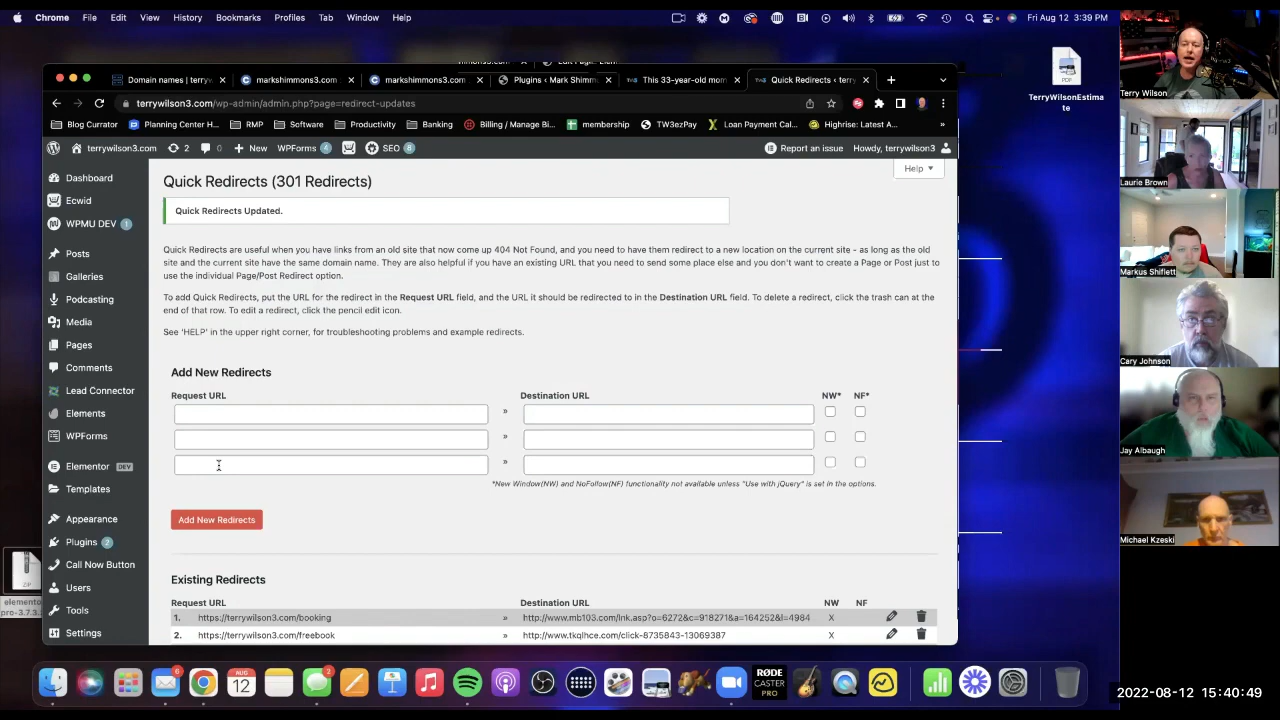 Chrome File Edit View History Bookmarks Profiles Tab Window Help
Fri Aug 12 3:39 PM
Domain names | terryw
markshimmons3.com
markshimmons3.com
Plugins ‹ Mark Shimm
This 33-year-old mom
Quick Redirects ‹ terry
terrywilson3.com/wp-admin/admin.php?page=redirect-updates
Blog Currator Planning Center H... RMP Software Productivity Banking Billing / Manage Bi... membership TW3ezPay Loan Payment Cal... Highrise: Latest A... »
terrywilson3.com 2 0 New WPForms 4 SEO 8 Report an issue Howdy, terrywilson3
Dashboard
Ecwid
WPMU DEV 1
Posts
Galleries
Podcasting
Media
Pages
Comments
Lead Connector
Elements
WPForms
Elementor DEV
Templates
Appearance
Plugins 2
Call Now Button
Users
Tools
Settings
Help
Quick Redirects (301 Redirects)
Quick Redirects Updated.
Quick Redirects are useful when you have links from an old site that now come up 404 Not Found, and you need to have them redirect to a new location on the current site - as long as the old
site and the current site have the same domain name. They are also helpful if you have an existing URL that you need to send some place else and you don't want to create a Page or Post just to
use the individual Page/Post Redirect option.
To add Quick Redirects, put the URL for the redirect in the Request URL field, and the URL it should be redirected to in the Destination URL field. To delete a redirect, click the trash can at the
end of that row. To edit a redirect, click the pencil edit icon.
See 'HELP' in the upper right corner, for troubleshooting problems and example redirects.
Add New Redirects
Request URL Destination URL NW* NF*
»
»
»
*New Window(NW) and NoFollow(NF) functionality not available unless "Use with jQuery" is set in the options.
Add New Redirects
Existing Redirects
Request URL Destination URL NW NF
1. https://terrywilson3.com/booking » http://www.mb103.com/lnk.asp?o=6272&c=918271&a=164252&l=4984 X
2. https://terrywilson3.com/freebook » http://www.tkqlhce.com/click-8735843-13069387 X
PDF
TerryWilsonEstima
te
ZIP
elemento
pro-3.7.3.
6
AUG
12
2
RØDE
CASTER
PRO
Terry Wilson
Laurie Brown
Markus Shiflett
Cary Johnson
Jay Albaugh
Michael Kzeski
2022-08-12 15:40:49